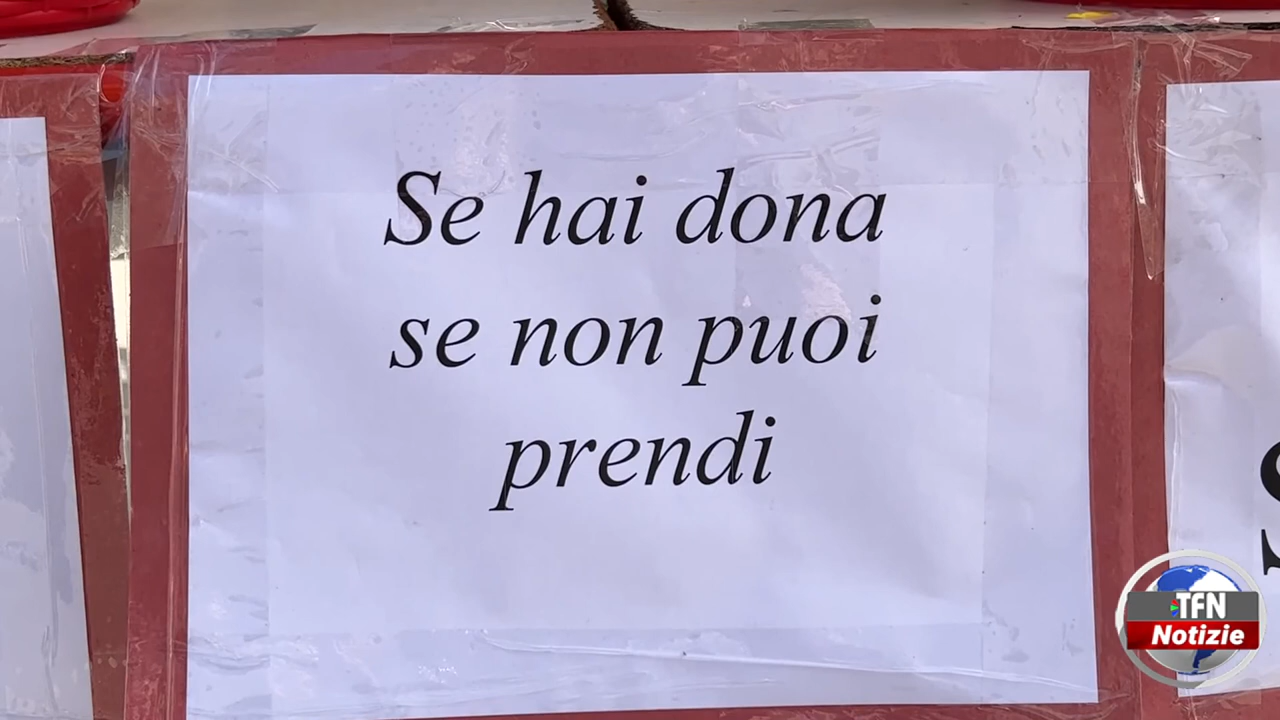 Se hai dona
se non puoi
prendi
TFN
Notizie